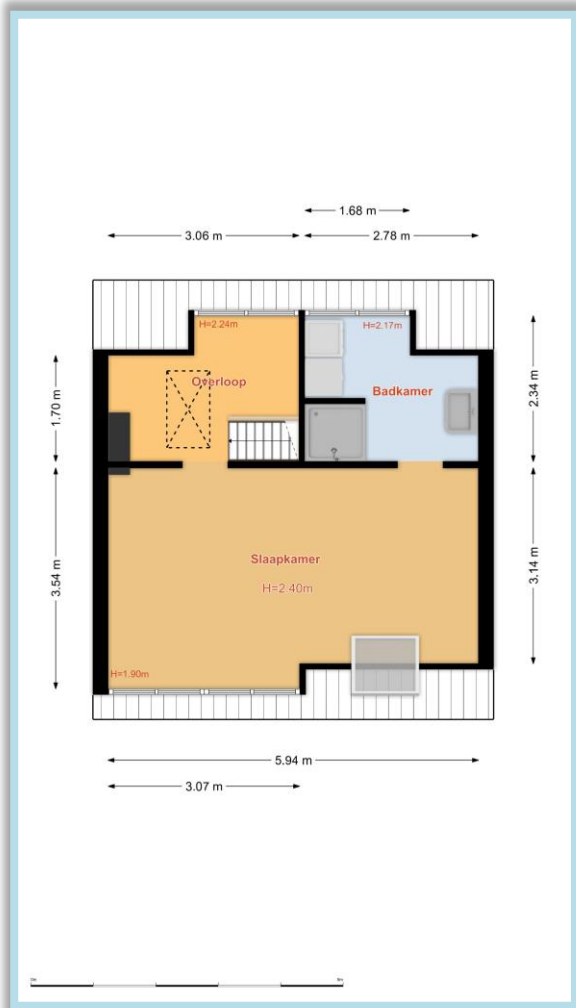 1.68 m
3.06 m
2.78 m
H=2.24m
H=2.17m
Overloop
Badkamer
1.70 m
2.34 m
Slaapkamer
H=2.40m
3.54 m
3.14 m
H=1.90m
5.94 m
3.07 m